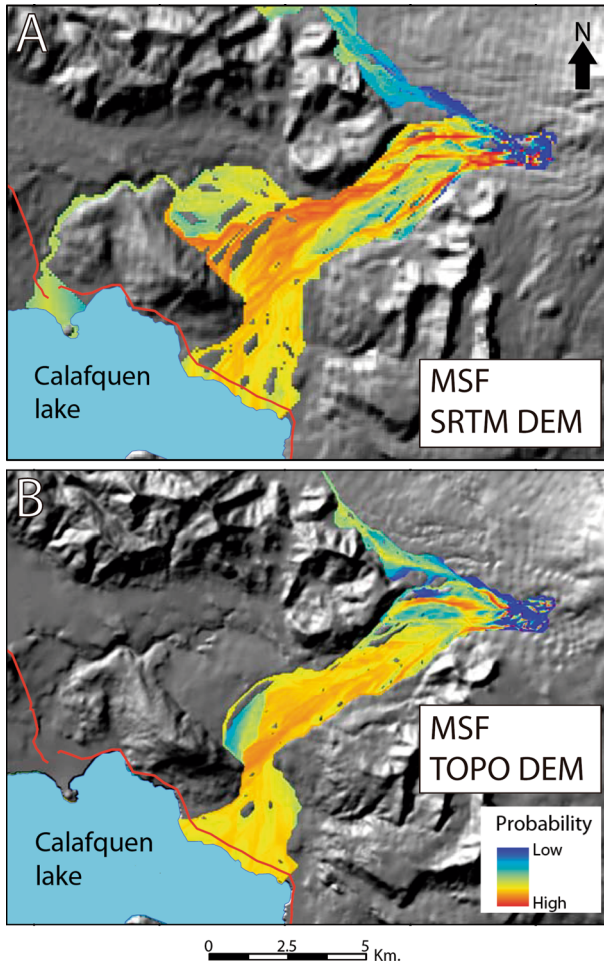 A
N
Calafquen
lake
MSF
SRTM DEM
B
MSF
TOPO DEM
Calafquen
lake
Probability
Low
High
0 2.5 5 Km.